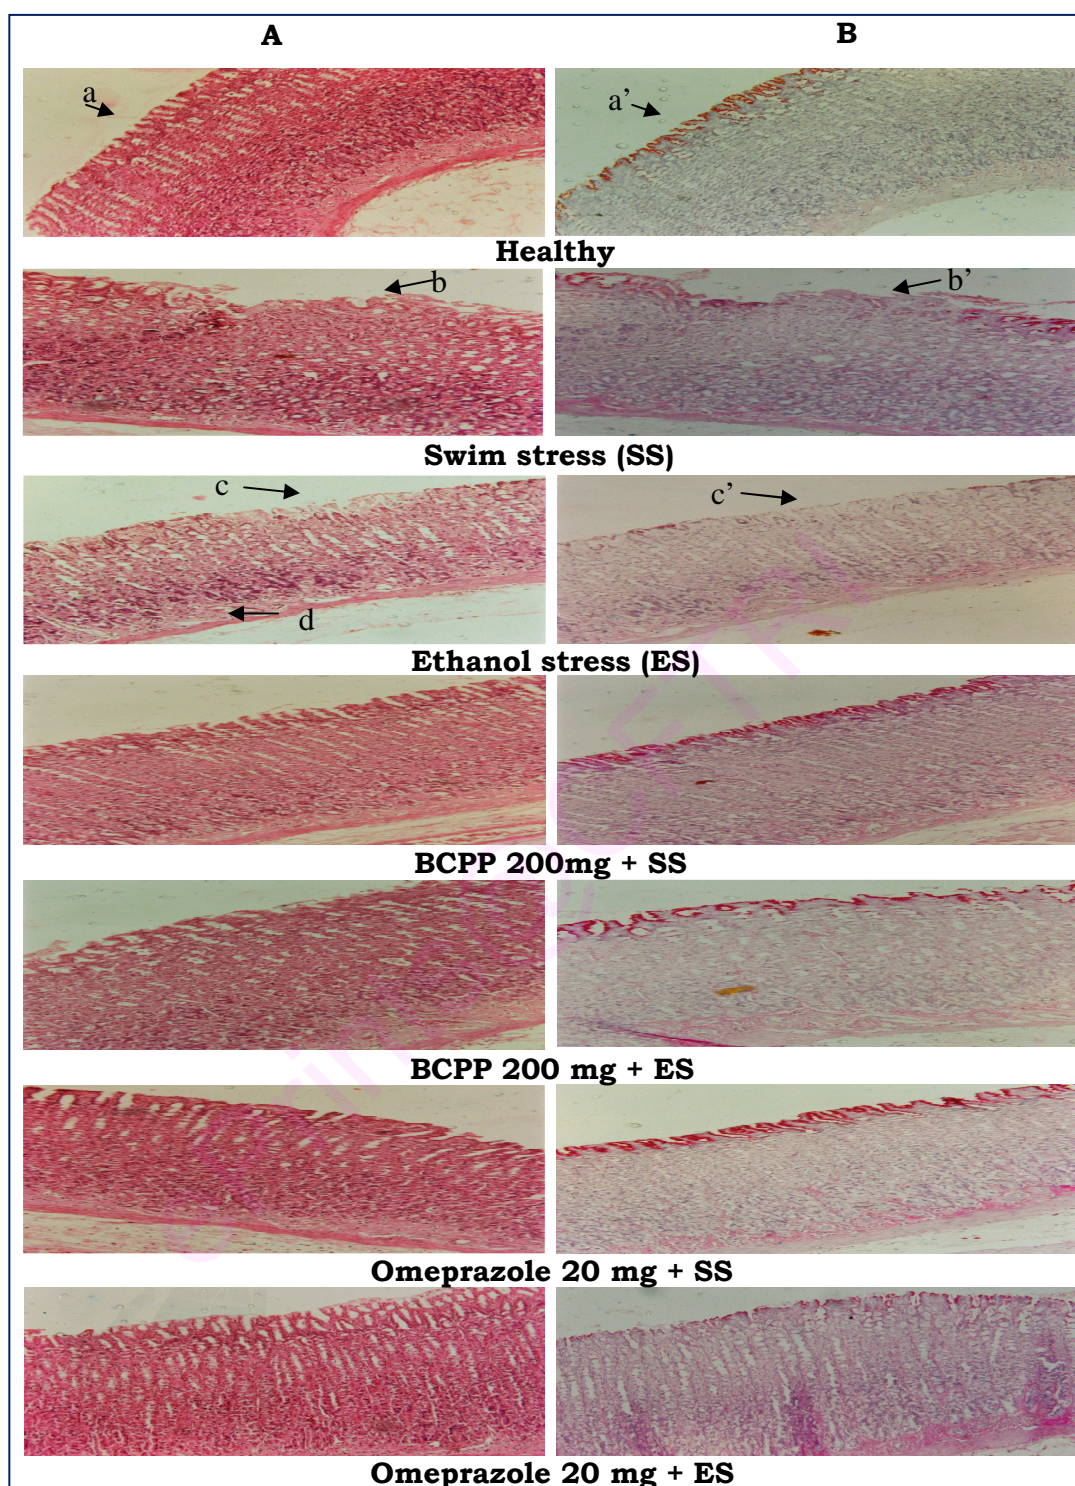 A B
a a’
Healthy
b b’
Swim stress (SS)
c c’
d
Ethanol stress (ES)
BCPP 200mg + SS
BCPP 200 mg + ES
Omeprazole 20 mg + SS
Omeprazole 20 mg + ES